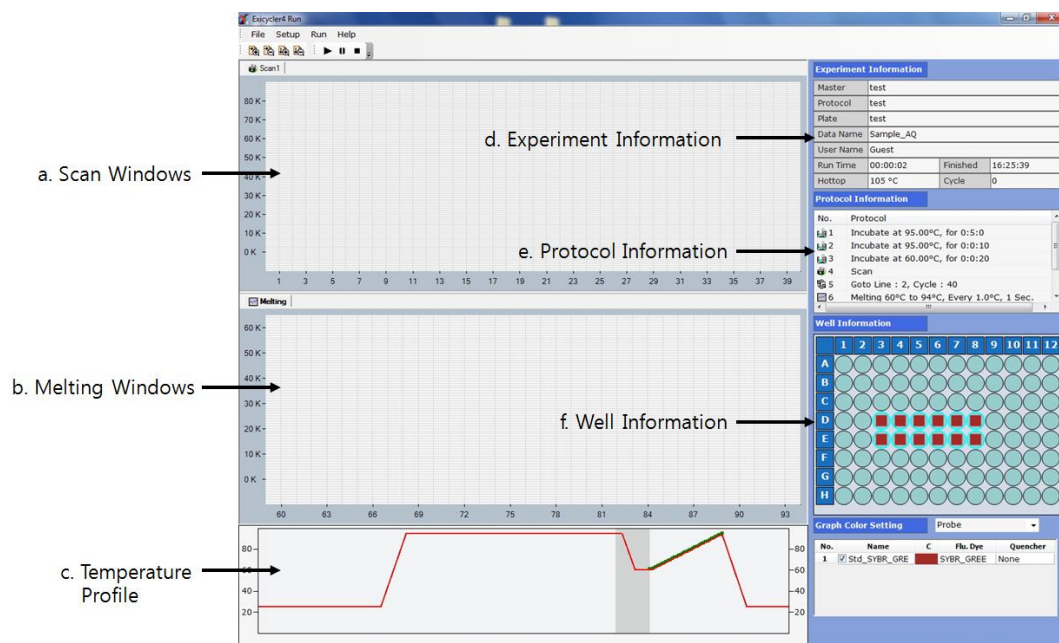 Exicycler4 Run
File Setup Run Help
Scan1
80 K
70 K
60 K
50 K
40 K
30 K
20 K
10 K
0 K
1 3 5 7 9 11 13 15 17 19 21 23 25 27 29 31 33 35 37 39
a. Scan Windows
d. Experiment Information
e. Protocol Information
Melting
60 K
50 K
40 K
30 K
20 K
10 K
0 K
60 63 66 69 72 75 78 81 84 87 90 93
b. Melting Windows
f. Well Information
80
60
40
20
80
60
40
20
c. Temperature
Profile
Experiment Information
Master test
Protocol test
Plate test
Data Name Sample_AQ
User Name Guest
Run Time 00:00:02 Finished 16:25:39
Hottop 105 °C Cycle 0
Protocol Information
No. Protocol
1 Incubate at 95.00°C, for 0:5:0
2 Incubate at 95.00°C, for 0:0:10
3 Incubate at 60.00°C, for 0:0:20
4 Scan
5 Goto Line : 2, Cycle : 40
6 Melting 60°C to 94°C, Every 1.0°C, 1 Sec.
Well Information
1 2 3 4 5 6 7 8 9 10 11 12
A
B
C
D
E
F
G
H
Graph Color Setting Probe
No. Name C Flu. Dye Quencher
1 Std_SYBR_GRE SYBR_GREE None